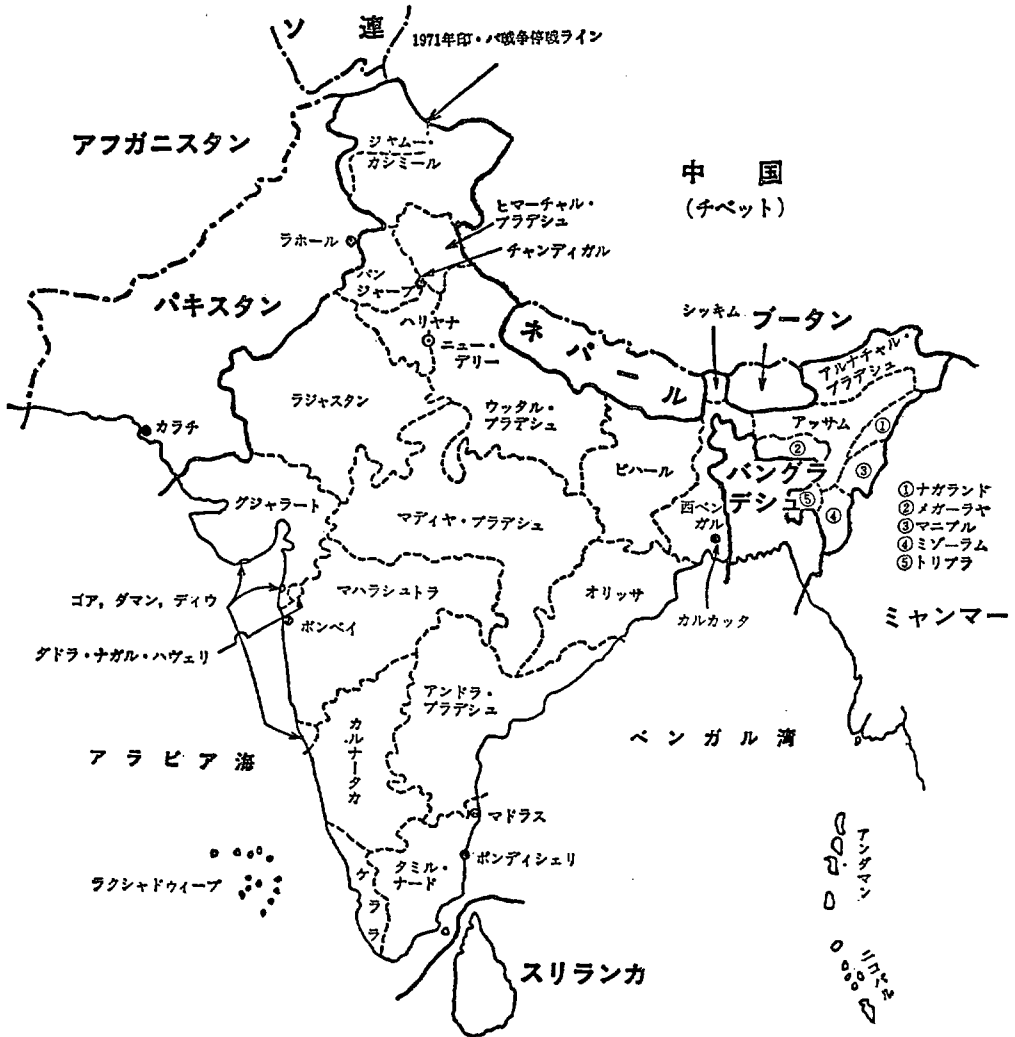 ソ連
1971年印・パ戦争停戦ライン
アフガニスタン
ジャムー・
カシミール
中国
(チベット)
ヒマーチャル・
プラデシュ
ラホール
チャンディガル
パン
ジャーブ
パキスタン
ハリヤナ
ニュー・
デリー
ネパール
シッキム
ブータン
アルナチャル・
プラデシュ
ラジャスタン
ウッタル・
プラデシュ
カラチ
アッサム
①
②
ビハール
バングラ
デシュ
③
⑤
④
グジャラート
マディヤ・プラデシュ
西ベン
ガル
①ナガランド
②メガーラヤ
③マニプル
④ミゾーラム
⑤トリプラ
ゴア,ダマン,ディウ
マハラシュトラ
オリッサ
ボンベイ
カルカッタ
ミャンマー
ダドラ・ナガル・ハヴェリ
アンドラ・
プラデシュ
カルナータカ
アラビア海
ベンガル湾
マドラス
ポンディシェリ
アンダマン
ラクシャドウィープ
ケララ
タミル・
ナード
ニコバル
スリランカ